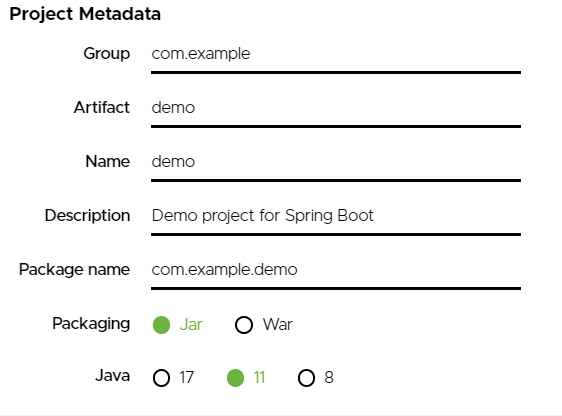 Project Metadata
Group com.example
Artifact demo
Name demo
Description Demo project for Spring Boot
Package name com.example.demo
Packaging Jar War
Java 17 11 8